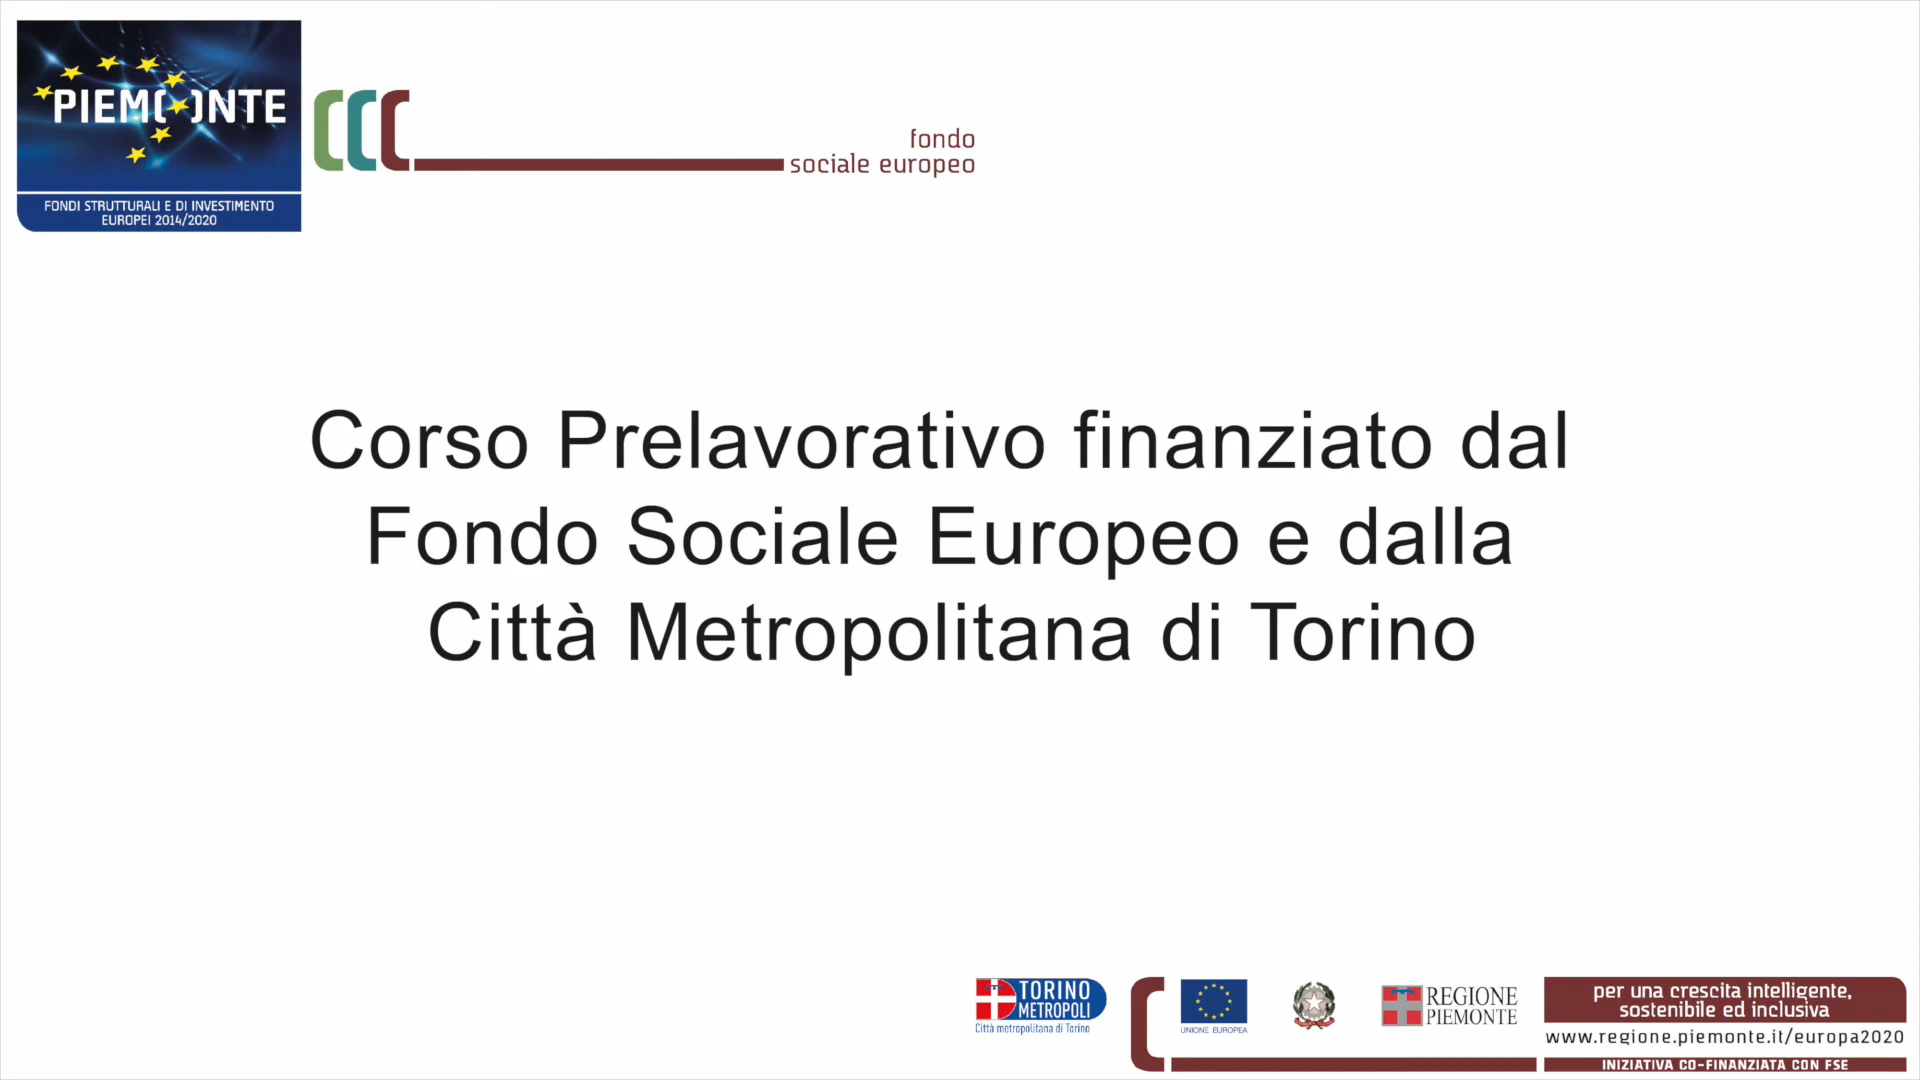 PIEMONTE
FONDI STRUTTURALI E DI INVESTIMENTO
EUROPEI 2014/2020
fondo
sociale europeo
Corso Prelavorativo finanziato dal
Fondo Sociale Europeo e dalla
Città Metropolitana di Torino
TORINO
METROPOLI
Città metropolitana di Torino
UNIONE EUROPEA
REGIONE
PIEMONTE
per una crescita intelligente,
sostenibile ed inclusiva
www.regione.piemonte.it/europa2020
INIZIATIVA CO-FINANZIATA CON FSE